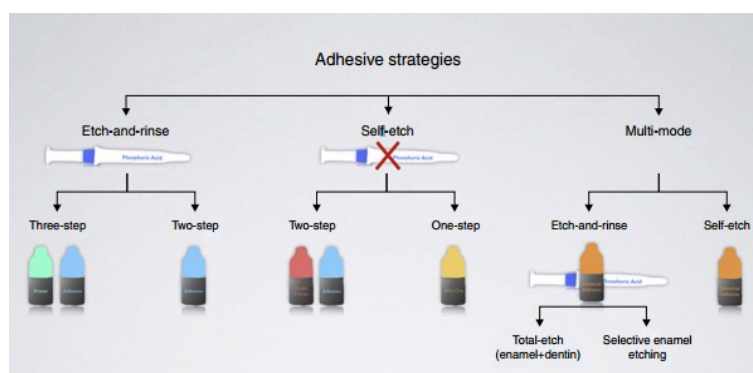 Adhesive strategies
Etch-and-rinse
Self-etch
Multi-mode
Phosphoric Acid
Phosphoric Acid
Three-step
Two-step
Two-step
One-step
Etch-and-rinse
Self-etch
Primer
Adhesive
Adhesive
Adhesive
Phosphoric Acid
Total-etch
(enamel+dentin)
Selective enamel
etching